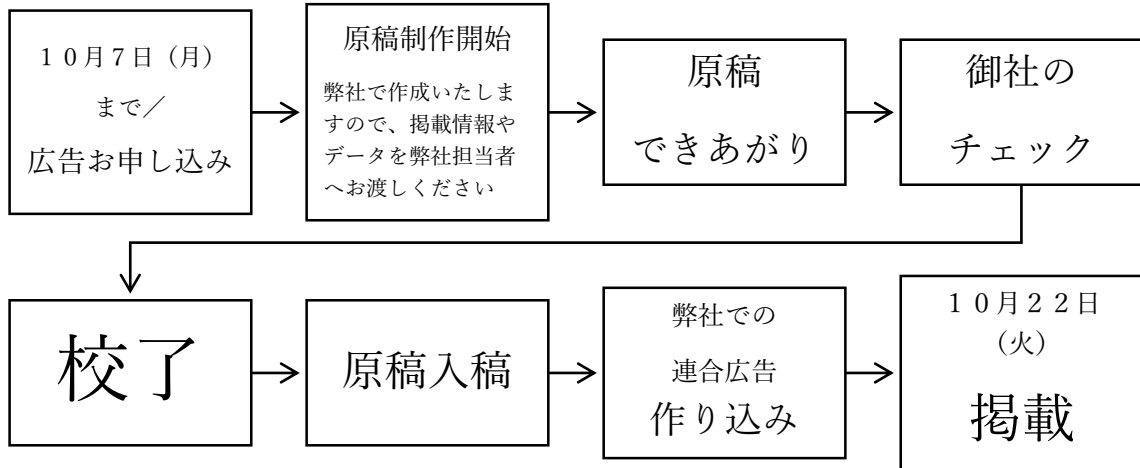 １０月７日（月）
まで／
広告お申し込み
原稿制作開始
弊社で作成いたしま
すので、掲載情報や
データを弊社担当者
へお渡しください
原稿
できあがり
御社の
チェック
校了
原稿入稿
弊社での
連合広告
作り込み
１０月２２日
（火）
掲載